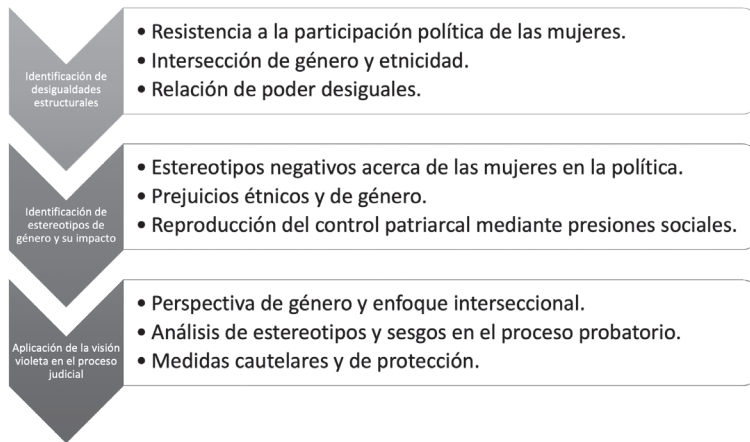 Identificación de
desigualdades
estructurales
• Resistencia a la participación política de las mujeres.
• Intersección de género y etnicidad.
• Relación de poder desiguales.
Identificación de
estereotipos de
género y su impacto
• Estereotipos negativos acerca de las mujeres en la política.
• Prejuicios étnicos y de género.
• Reproducción del control patriarcal mediante presiones sociales.
Aplicación de la visión
violeta en el proceso
judicial
• Perspectiva de género y enfoque interseccional.
• Análisis de estereotipos y sesgos en el proceso probatorio.
• Medidas cautelares y de protección.